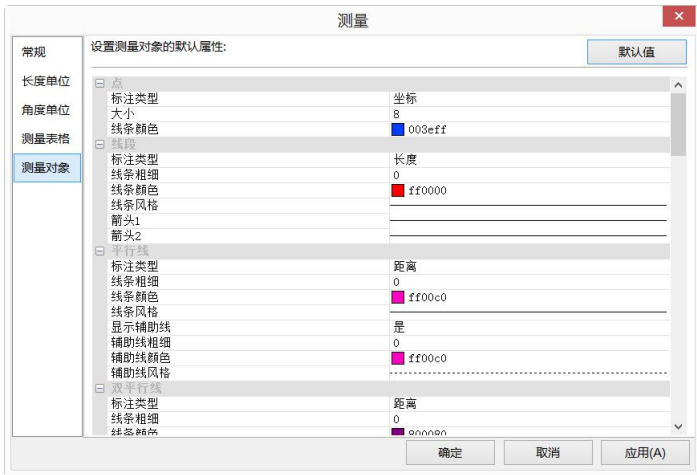 测量
常规
长度单位
角度单位
测量表格
测量对象
设置测量对象的默认属性:
默认值
点
标注类型 坐标
大小 8
线条颜色 003eff
线段
标注类型 长度
线条粗细 0
线条颜色 ff0000
线条风格
箭头1
箭头2
平行线
标注类型 距离
线条粗细 0
线条颜色 ff00c0
线条风格
显示辅助线 是
辅助线粗细 0
辅助线颜色 ff00c0
辅助线风格
双平行线
标注类型 距离
线条粗细 0
线条颜色 800080
确定 取消 应用(A)